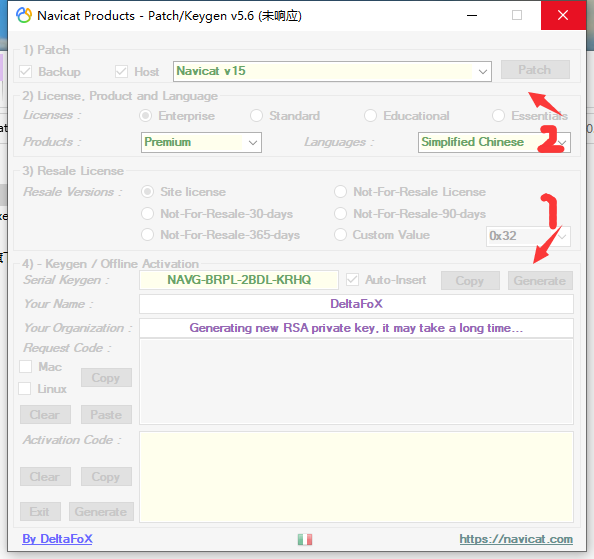 Navicat Products - Patch/Keygen v5.6 (未响应)
1) Patch
Backup Host Navicat v15 Patch
2) License, Product and Language
Licenses : Enterprise Standard Educational Essentials
2
Products : Premium Languages : Simplified Chinese
3) Resale License
Resale Versions : Site license Not-For-Resale License
Not-For-Resale-30-days Not-For-Resale-90-days
1
Not-For-Resale-365-days Custom Value 0x32
4) - Keygen / Offline Activation
Serial Keygen : NAVG-BRPL-2BDL-KRHQ Auto-Insert Copy Generate
Your Name : DeltaFoX
Your Organization : Generating new RSA private key, it may take a long time...
Request Code :
Mac
Copy
Linux
Clear Paste
Activation Code :
Clear Copy
Exit Generate
By DeltaFoX https://navicat.com